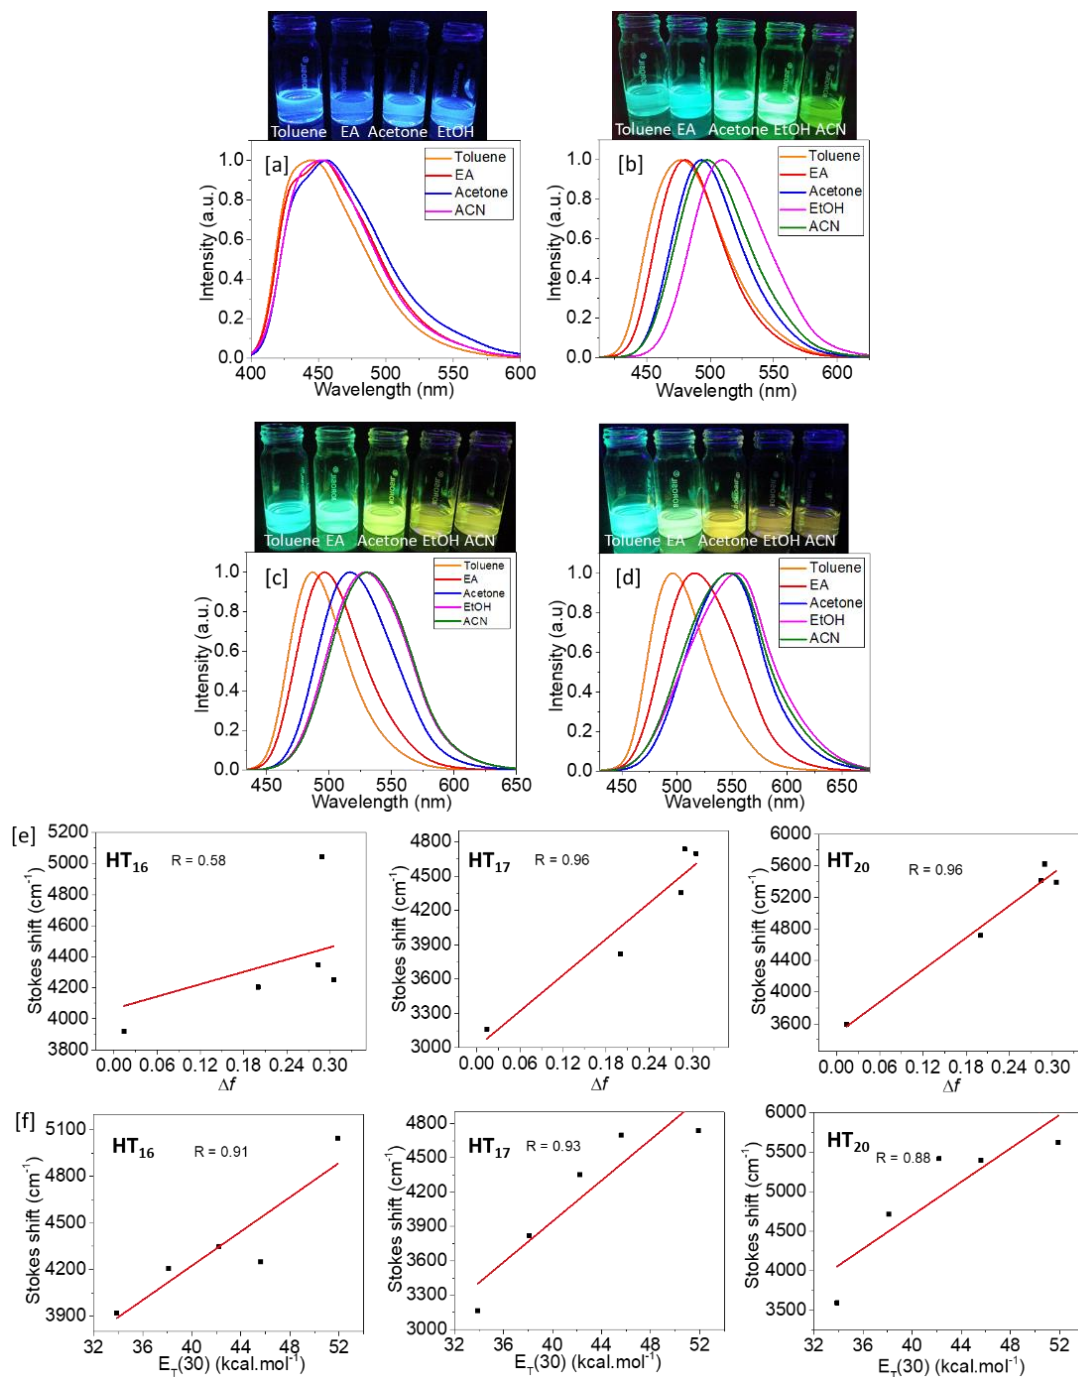 Toluene EA Acetone EtOH
Toluene EA Acetone EtOH ACN
[a]
Toluene
EA
Acetone
ACN
Intensity (a.u.)
1.0
0.8
0.6
0.4
0.2
0.0
400 450 500 550 600
Wavelength (nm)
[b]
Toluene
EA
Acetone
EtOH
ACN
Intensity (a.u.)
1.0
0.8
0.6
0.4
0.2
0.0
450 500 550 600
Wavelength (nm)
Toluene EA Acetone EtOH ACN
Toluene EA Acetone EtOH ACN
[c]
Toluene
EA
Acetone
EtOH
ACN
Intensity (a.u.)
1.0
0.8
0.6
0.4
0.2
0.0
450 500 550 600 650
Wavelength (nm)
[d]
Toluene
EA
Acetone
EtOH
ACN
Intensity (a.u.)
1.0
0.8
0.6
0.4
0.2
0.0
450 500 550 600 650
Wavelength (nm)
[e]
HT16 R = 0.58
Stokes shift (cm-1)
5200
5000
4800
4600
4400
4200
4000
3800
0.00 0.06 0.12 0.18 0.24 0.30
Δf
HT17 R = 0.96
Stokes shift (cm-1)
4800
4500
4200
3900
3600
3300
3000
0.00 0.06 0.12 0.18 0.24 0.30
Δf
HT20 R = 0.96
Stokes shift (cm-1)
6000
5600
5200
4800
4400
4000
3600
0.00 0.06 0.12 0.18 0.24 0.30
Δf
[f]
HT16 R = 0.91
Stokes shift (cm-1)
5100
4800
4500
4200
3900
32 36 40 44 48 52
ET(30) (kcal.mol-1)
HT17 R = 0.93
Stokes shift (cm-1)
4800
4500
4200
3900
3600
3300
3000
32 36 40 44 48 52
ET(30) (kcal.mol-1)
HT20 R = 0.88
Stokes shift (cm-1)
6000
5500
5000
4500
4000
3500
32 36 40 44 48 52
ET(30) (kcal.mol-1)